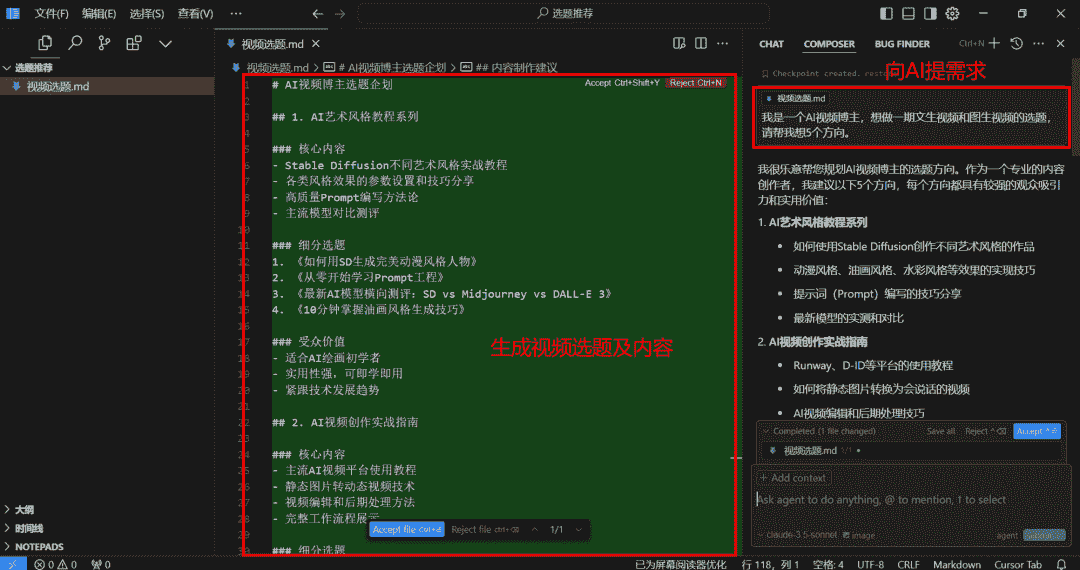 文件(F) 编辑(E) 选择(S) 查看(V) ··· ← → 选题推荐
视频选题.md ×
CHAT COMPOSER BUG FINDER Ctrl+N
选题推荐
视频选题.md
视频选题.md > # AI视频博主选题企划 > ## 内容制作建议
Accept Ctrl+Shift+Y Reject Ctrl+N
1 # AI视频博主选题企划
## 1. AI艺术风格教程系列
### 核心内容
- Stable Diffusion不同艺术风格实战教程
- 各类风格效果的参数设置和技巧分享
- 高质量Prompt编写方法论
- 主流模型对比测评
### 细分选题
1. 《如何用SD生成完美动漫风格人物》
2. 《从零开始学习Prompt工程》
3. 《最新AI模型横向测评：SD vs Midjourney vs DALL-E 3》
4. 《10分钟掌握油画风格生成技巧》
### 受众价值
- 适合AI绘画初学者
- 实用性强，可即学即用
- 紧跟技术发展趋势
## 2. AI视频创作实战指南
### 核心内容
- 主流AI视频平台使用教程
- 静态图片转动态视频技术
- 视频编辑和后期处理方法
- 完整工作流程展示
### 细分选题
生成视频选题及内容
Accept file Reject file 1/1
Checkpoint created.
向AI提需求
视频选题.md
我是一个AI视频博主，想做一期文生视频和图生视频的选题，
请帮我想5个方向。
我很乐意帮您规划AI视频博主的选题方向。作为一个专业的内容
创作者，我建议以下5个方向，每个方向都具有较强的观众吸引
力和实用价值：
1. AI艺术风格教程系列
• 如何使用Stable Diffusion创作不同艺术风格的作品
• 动漫风格、油画风格、水彩风格等效果的实现技巧
• 提示词（Prompt）编写的技巧分享
• 最新模型的实测和对比
2. AI视频创作实战指南
• Runway、D-ID等平台的使用教程
• 如何将静态图片转换为会说话的视频
• AI视频编辑和后期处理技巧
Completed (1 file changed) Save all Reject Accept
视频选题.md 1/1 •
+ Add context
Ask agent to do anything, @ to mention, ↑ to select
claude-3.5-sonnet image agent
大纲
时间线
NOTEPADS
0 0 0 已为屏幕阅读器优化 行 118，列 1 空格: 4 UTF-8 CRLF Markdown Cursor Tab